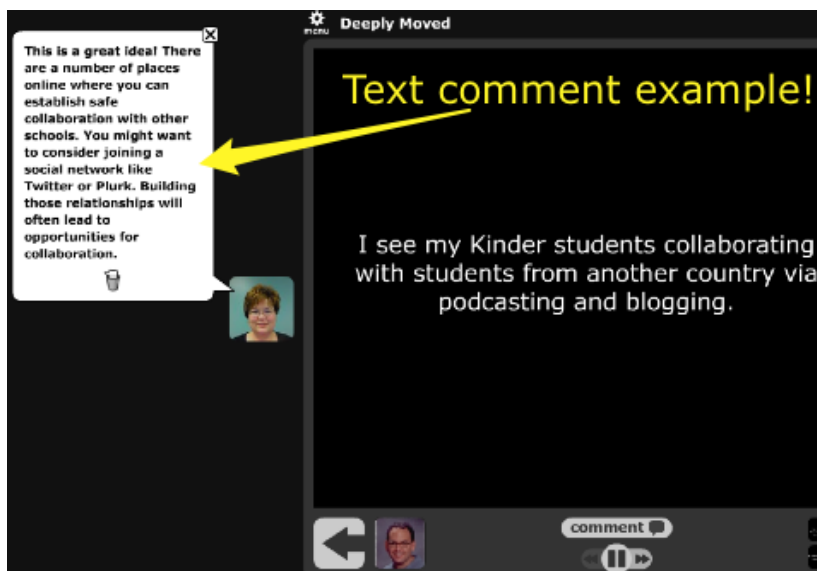 menu
Deeply Moved
This is a great idea! There
are a number of places
online where you can
establish safe
collaboration with other
schools. You might want
to consider joining a
social network like
Twitter or Plurk. Building
those relationships will
often lead to
opportunities for
collaboration.
Text comment example!
I see my Kinder students collaborating
with students from another country via
podcasting and blogging.
comment